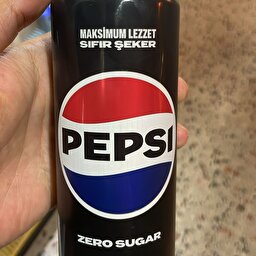 MAKSİMUM LEZZET
SIFIR ŞEKER
PEPSI
ZERO SUGAR